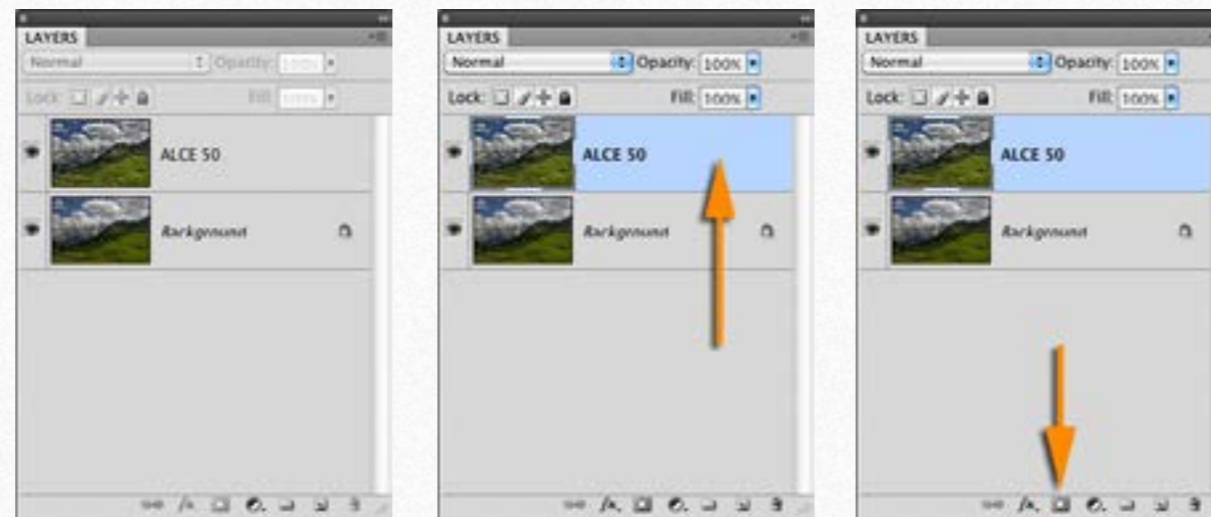 LAYERS
Normal Opacity:
Lock: Fill:
ALCE 50
Background
LAYERS
Normal Opacity: 100%
Lock: Fill: 100%
ALCE 50
Background
LAYERS
Normal Opacity: 100%
Lock: Fill: 100%
ALCE 50
Background